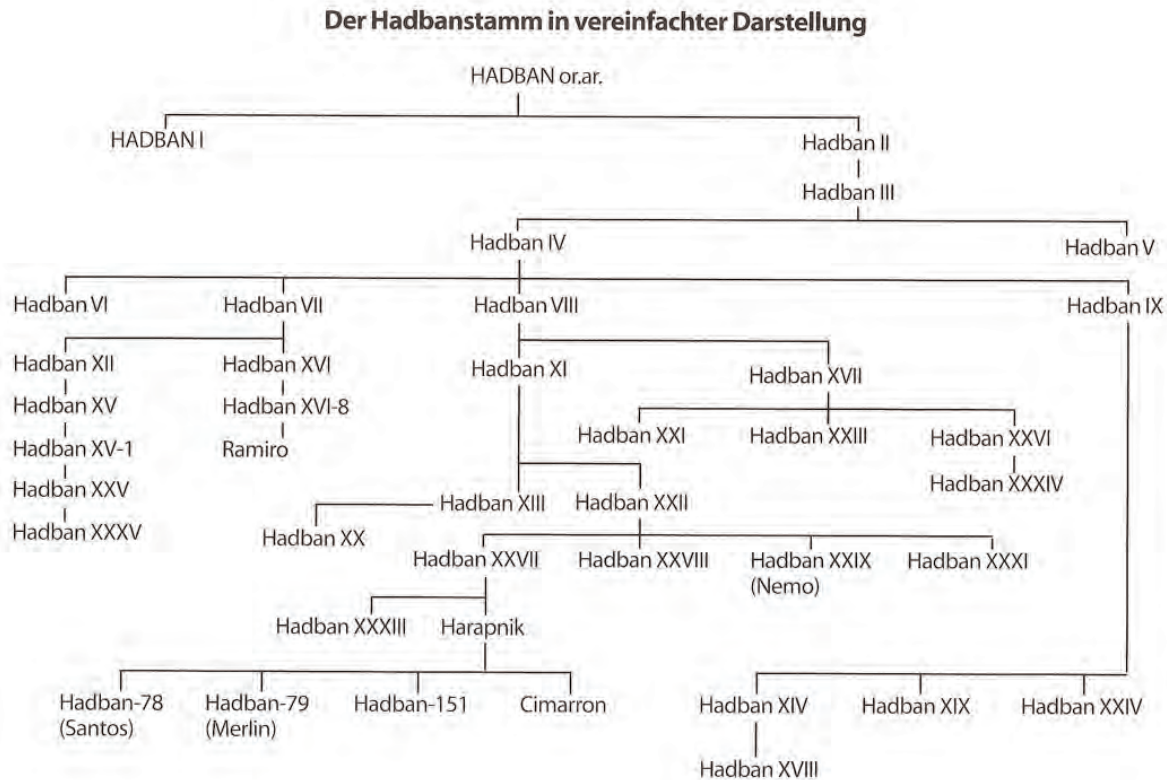 Der Hadbanstamm in vereinfachter Darstellung
HADBAN or.ar.
HADBAN I
Hadban II
Hadban III
Hadban IV
Hadban V
Hadban VI
Hadban VII
Hadban VIII
Hadban IX
Hadban XII
Hadban XVI
Hadban XI
Hadban XVII
Hadban XV
Hadban XVI-8
Hadban XXI
Hadban XXIII
Hadban XXVI
Hadban XV-1
Ramiro
Hadban XXV
Hadban XIII
Hadban XXII
Hadban XXXIV
Hadban XXXV
Hadban XX
Hadban XXVII
Hadban XXVIII
Hadban XXIX
(Nemo)
Hadban XXXI
Hadban XXXIII
Harapnik
Hadban-78
(Santos)
Hadban-79
(Merlin)
Hadban-151
Cimarron
Hadban XIV
Hadban XIX
Hadban XXIV
Hadban XVIII